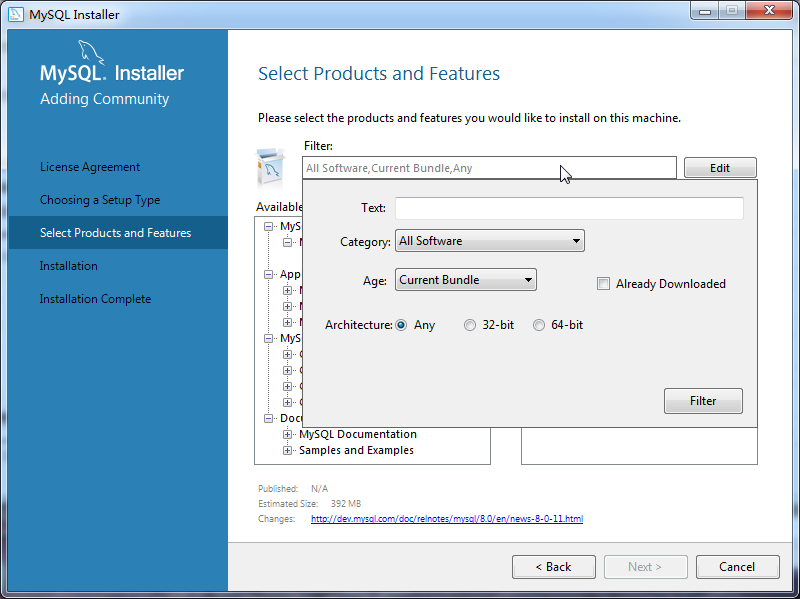 MySQL Installer
MySQL. Installer
Adding Community
License Agreement
Choosing a Setup Type
Select Products and Features
Installation
Installation Complete
Select Products and Features
Please select the products and features you would like to install on this machine.
Filter:
All Software,Current Bundle,Any
Edit
Available
Text:
Category:
All Software
Age:
Current Bundle
Already Downloaded
Architecture:
Any
32-bit
64-bit
Filter
MySQL Documentation
Samples and Examples
Published: N/A
Estimated Size: 392 MB
Changes: http://dev.mysql.com/doc/relnotes/mysql/8.0/en/news-8-0-11.html
< Back
Next >
Cancel